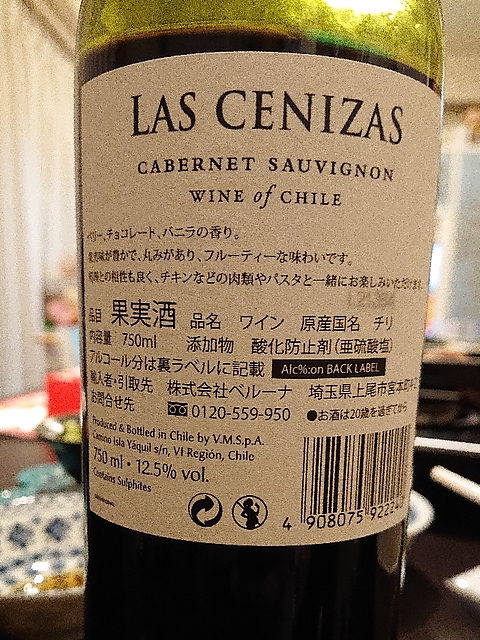 LAS CENIZAS
CABERNET SAUVIGNON
WINE of CHILE
リー、チョコレート、バニラの香り。
味が豊かで、丸みがあり、フルーティーな味わいです。
との相性も良く、チキンなどの肉類やパスタと一緒にお楽しみいただけます
品目 果実酒 品名 ワイン 原産国名 チリ
内容量 750ml 添加物 酸化防止剤(亜硫酸塩)
アルコール分は裏ラベルに記載 Alc%:on BACK LABEL
輸入者・引取先 株式会社ベルーナ 埼玉県上尾市宮本町
お問合せ先 0120-559-950 ●お酒は20歳を過ぎてから
Produced & Bottled in Chile by V.M.S.p.A.
Camino Isla Yáquil s/n, VI Región, Chile
750 ml • 12.5% vol.
Contains Sulphites
4 908075 92224